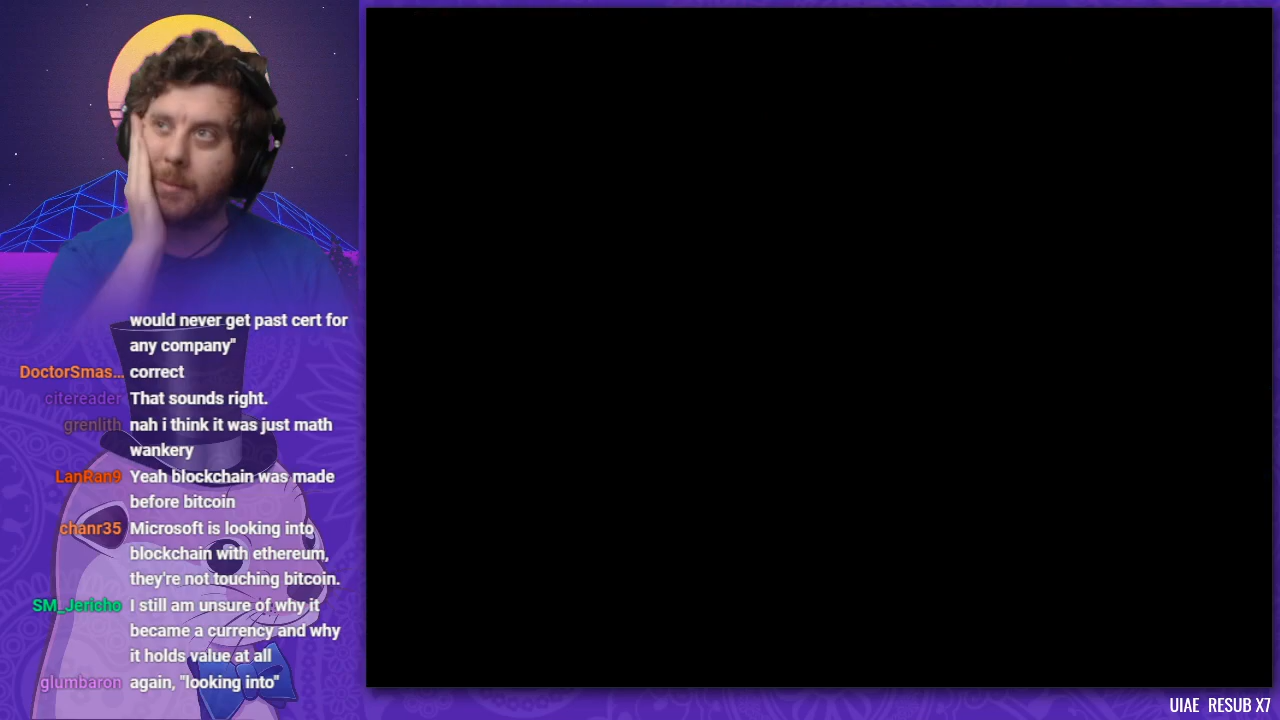 would never get past cert for
any company"
DoctorSmas... correct
citereader That sounds right.
grenlith nah i think it was just math
wankery
LanRan9 Yeah blockchain was made
before bitcoin
chanr35 Microsoft is looking into
blockchain with ethereum,
they're not touching bitcoin.
SM_Jericho I still am unsure of why it
became a currency and why
it holds value at all
glumbaron again, "looking into"
UIAE RESUB X7